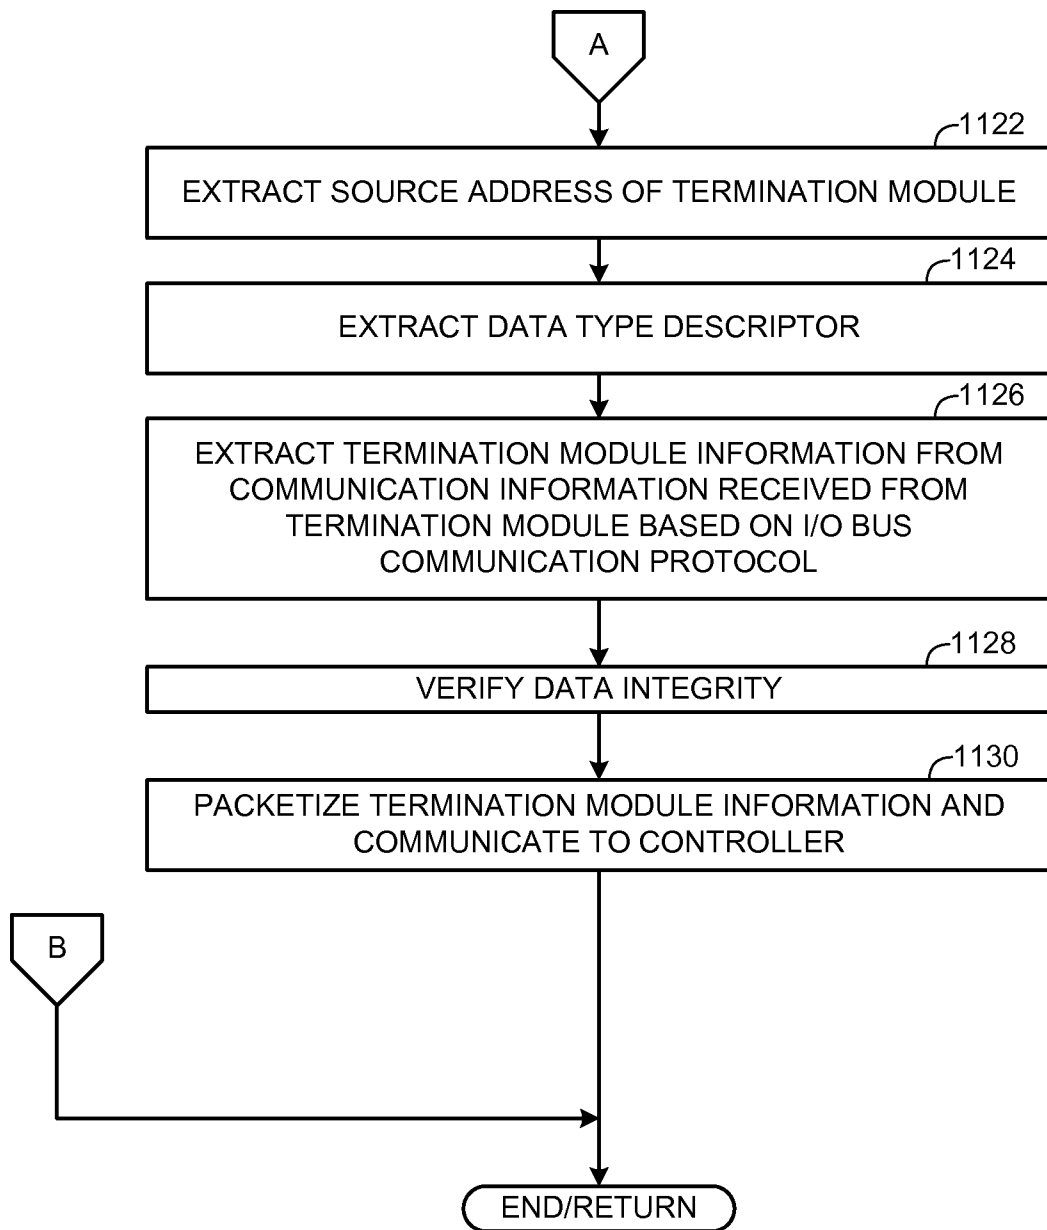 A
1122
EXTRACT SOURCE ADDRESS OF TERMINATION MODULE
1124
EXTRACT DATA TYPE DESCRIPTOR
1126
EXTRACT TERMINATION MODULE INFORMATION FROM
COMMUNICATION INFORMATION RECEIVED FROM
TERMINATION MODULE BASED ON I/O BUS
COMMUNICATION PROTOCOL
1128
VERIFY DATA INTEGRITY
1130
PACKETIZE TERMINATION MODULE INFORMATION AND
COMMUNICATE TO CONTROLLER
B
END/RETURN